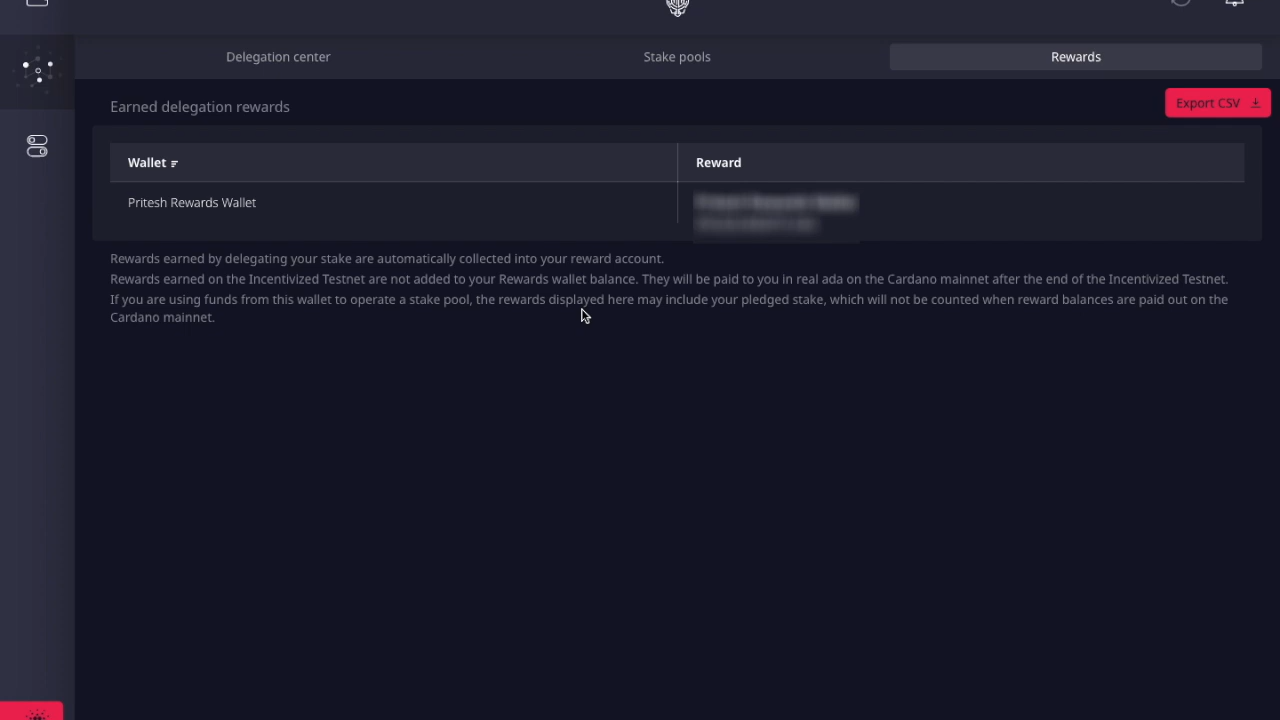 Delegation center
Stake pools
Rewards
Earned delegation rewards
Export CSV
Wallet
Reward
Pritesh Rewards Wallet
Rewards earned by delegating your stake are automatically collected into your reward account.
Rewards earned on the Incentivized Testnet are not added to your Rewards wallet balance. They will be paid to you in real ada on the Cardano mainnet after the end of the Incentivized Testnet.
If you are using funds from this wallet to operate a stake pool, the rewards displayed here may include your pledged stake, which will not be counted when reward balances are paid out on the
Cardano mainnet.